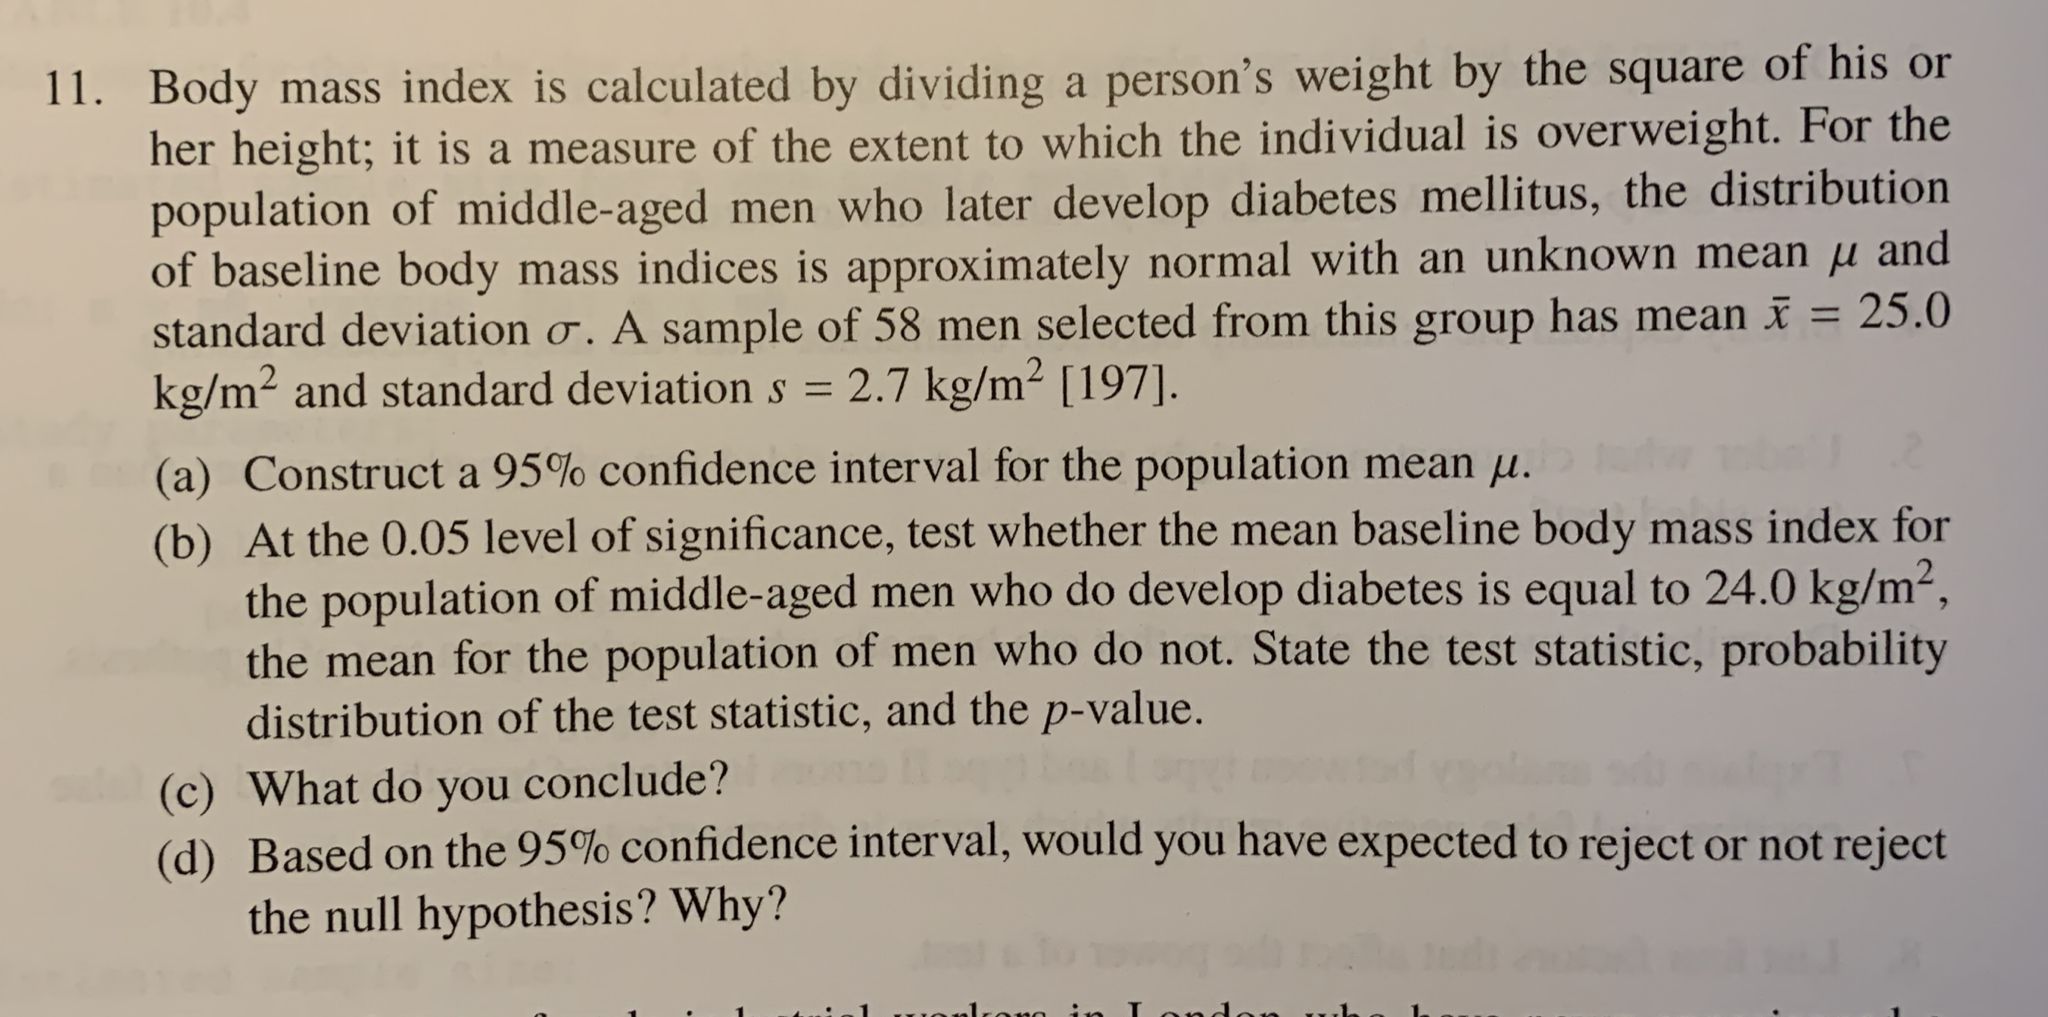 11. Body mass index is calculated by dividing a person's weight by the square of his or
her height; it is a measure of the extent to which the individual is overweight. For the
population of middle-aged men who later develop diabetes mellitus, the distribution
of baseline body mass indices is approximately normal with an unknown mean μ and
standard deviation σ. A sample of 58 men selected from this group has mean x̄ = 25.0
kg/m² and standard deviation s = 2.7 kg/m² [197].
(a) Construct a 95% confidence interval for the population mean μ.
(b) At the 0.05 level of significance, test whether the mean baseline body mass index for
the population of middle-aged men who do develop diabetes is equal to 24.0 kg/m²,
the mean for the population of men who do not. State the test statistic, probability
distribution of the test statistic, and the p-value.
(c) What do you conclude?
(d) Based on the 95% confidence interval, would you have expected to reject or not reject
the null hypothesis? Why?
workers in London who